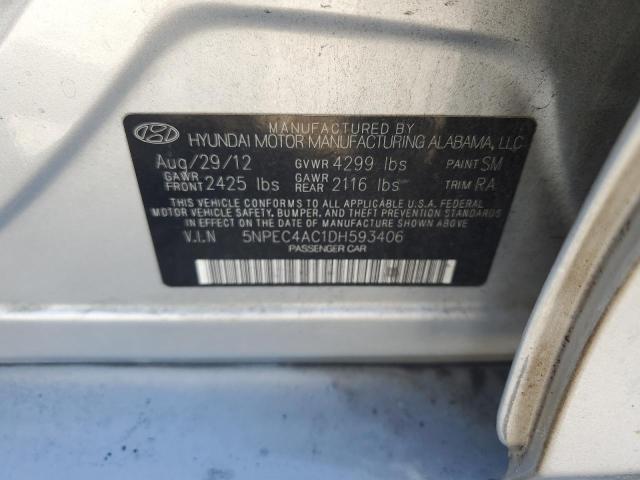 MANUFACTURED BY
HYUNDAI MOTOR MANUFACTURING ALABAMA, LLC
Aug/29/12 GVWR 4299 lbs PAINT SM
GAWR FRONT 2425 lbs GAWR REAR 2116 lbs TRIM RA
THIS VEHICLE CONFORMS TO ALL APPLICABLE U.S.A. FEDERAL
MOTOR VEHICLE SAFETY, BUMPER, AND THEFT PREVENTION STANDARDS
IN EFFECT ON THE DATE OF MANUFACTURE SHOWN ABOVE.
V.I.N 5NPEC4AC1DH593406
PASSENGER CAR